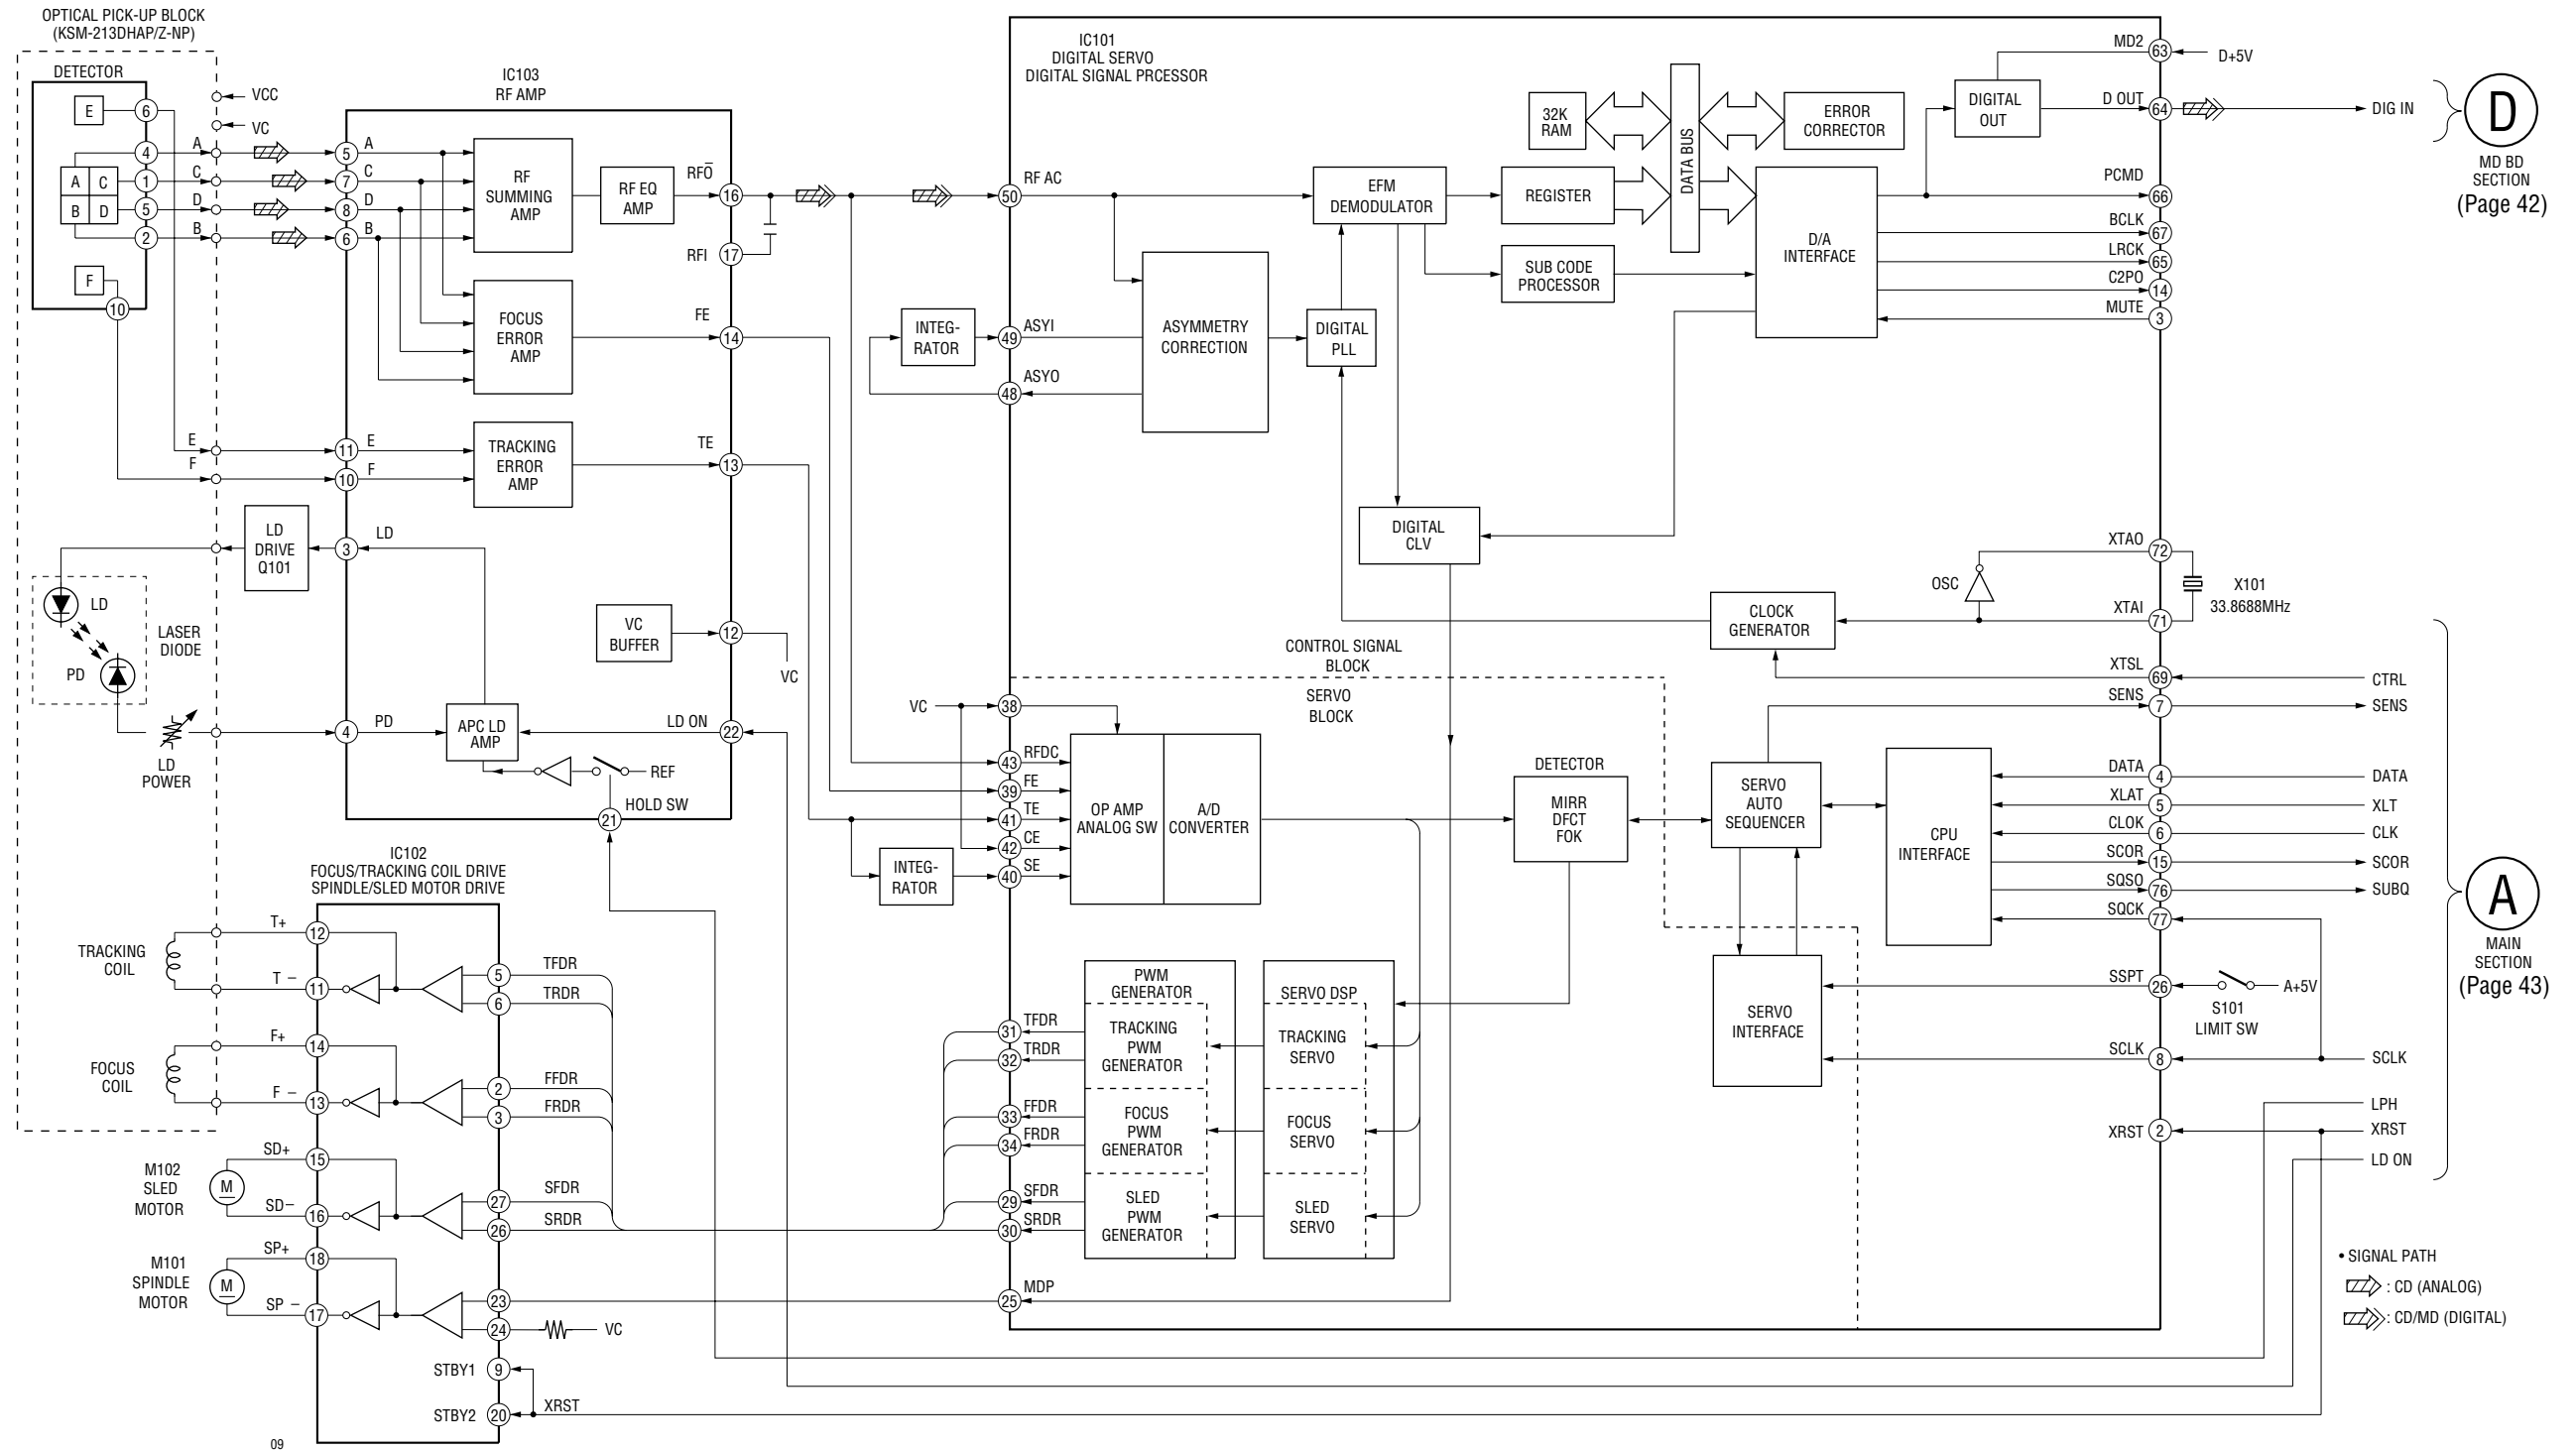 OPTICAL PICK-UP BLOCK
(KSM-213DHAP/Z-NP)
DETECTOR
E
6
4
A C
1
B D
5
2
F
10
VCC
VC
A
C
D
B
E
F
LD
DRIVE
Q101
LD
PD
LASER
DIODE
LD
POWER
IC103
RF AMP
5 A
7 C
8 D
6 B
RF
SUMMING
AMP
RF EQ
AMP
RFO̅
16
RFI
17
FOCUS
ERROR
AMP
FE
14
11 E
10 F
TRACKING
ERROR
AMP
TE
13
3 LD
VC
BUFFER
12
VC
4 PD
APC LD
AMP
LD ON
22
REF
HOLD SW
21
IC102
FOCUS/TRACKING COIL DRIVE
SPINDLE/SLED MOTOR DRIVE
TRACKING
COIL
T+
12
T −
11
5 TFDR
6 TRDR
FOCUS
COIL
F+
14
F −
13
2 FFDR
3 FRDR
M102
SLED
MOTOR
M
SD+
15
SD−
16
27 SFDR
26 SRDR
M101
SPINDLE
MOTOR
M
SP+
18
SP −
17
23
24
VC
STBY1 9
STBY2 20
XRST
09
IC101
DIGITAL SERVO
DIGITAL SIGNAL PRCESSOR
50 RF AC
INTEG-
RATOR
49 ASYI
48 ASYO
ASYMMETRY
CORRECTION
DIGITAL
PLL
EFM
DEMODULATOR
REGISTER
SUB CODE
PROCESSOR
32K
RAM
DATA BUS
ERROR
CORRECTOR
D/A
INTERFACE
DIGITAL
OUT
DIGITAL
CLV
CLOCK
GENERATOR
OSC
CONTROL SIGNAL
BLOCK
SERVO
BLOCK
VC
38
43 RFDC
39 FE
41 TE
42 CE
40 SE
INTEG-
RATOR
OP AMP
ANALOG SW
A/D
CONVERTER
DETECTOR
MIRR
DFCT
FOK
SERVO
AUTO
SEQUENCER
CPU
INTERFACE
SERVO
INTERFACE
PWM
GENERATOR
TRACKING
PWM
GENERATOR
FOCUS
PWM
GENERATOR
SLED
PWM
GENERATOR
SERVO DSP
TRACKING
SERVO
FOCUS
SERVO
SLED
SERVO
31 TFDR
32 TRDR
33 FFDR
34 FRDR
29 SFDR
30 SRDR
25 MDP
MD2 63 D+5V
D OUT 64 DIG IN
PCMD 66
BCLK 67
LRCK 65
C2PO 14
MUTE 3
XTAO 72
XTAI 71
X101
33.8688MHz
XTSL 69 CTRL
SENS 7 SENS
DATA 4 DATA
XLAT 5 XLT
CLOK 6 CLK
SCOR 15 SCOR
SQSO 76 SUBQ
SQCK 77
SSPT 26 A+5V
S101
LIMIT SW
SCLK 8 SCLK
LPH
XRST 2 XRST
LD ON
D
MD BD
SECTION
(Page 42)
A
MAIN
SECTION
(Page 43)
• SIGNAL PATH
: CD (ANALOG)
: CD/MD (DIGITAL)